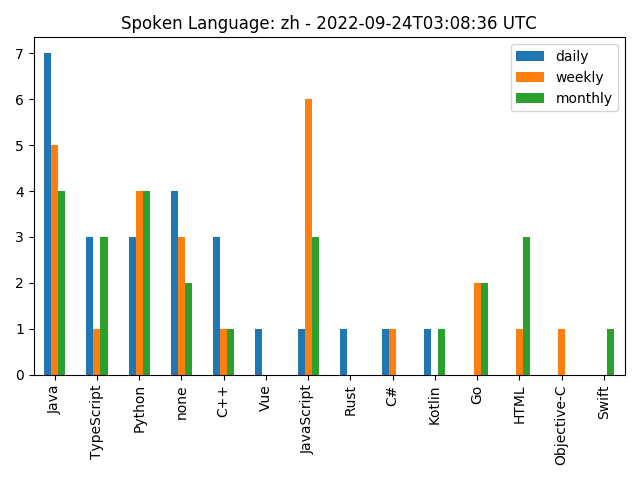 Spoken Language: zh - 2022-09-24T03:08:36 UTC
daily
weekly
monthly
7
6
5
4
3
2
1
0
Java
TypeScript
Python
none
C++
Vue
JavaScript
Rust
C#
Kotlin
Go
HTML
Objective-C
Swift